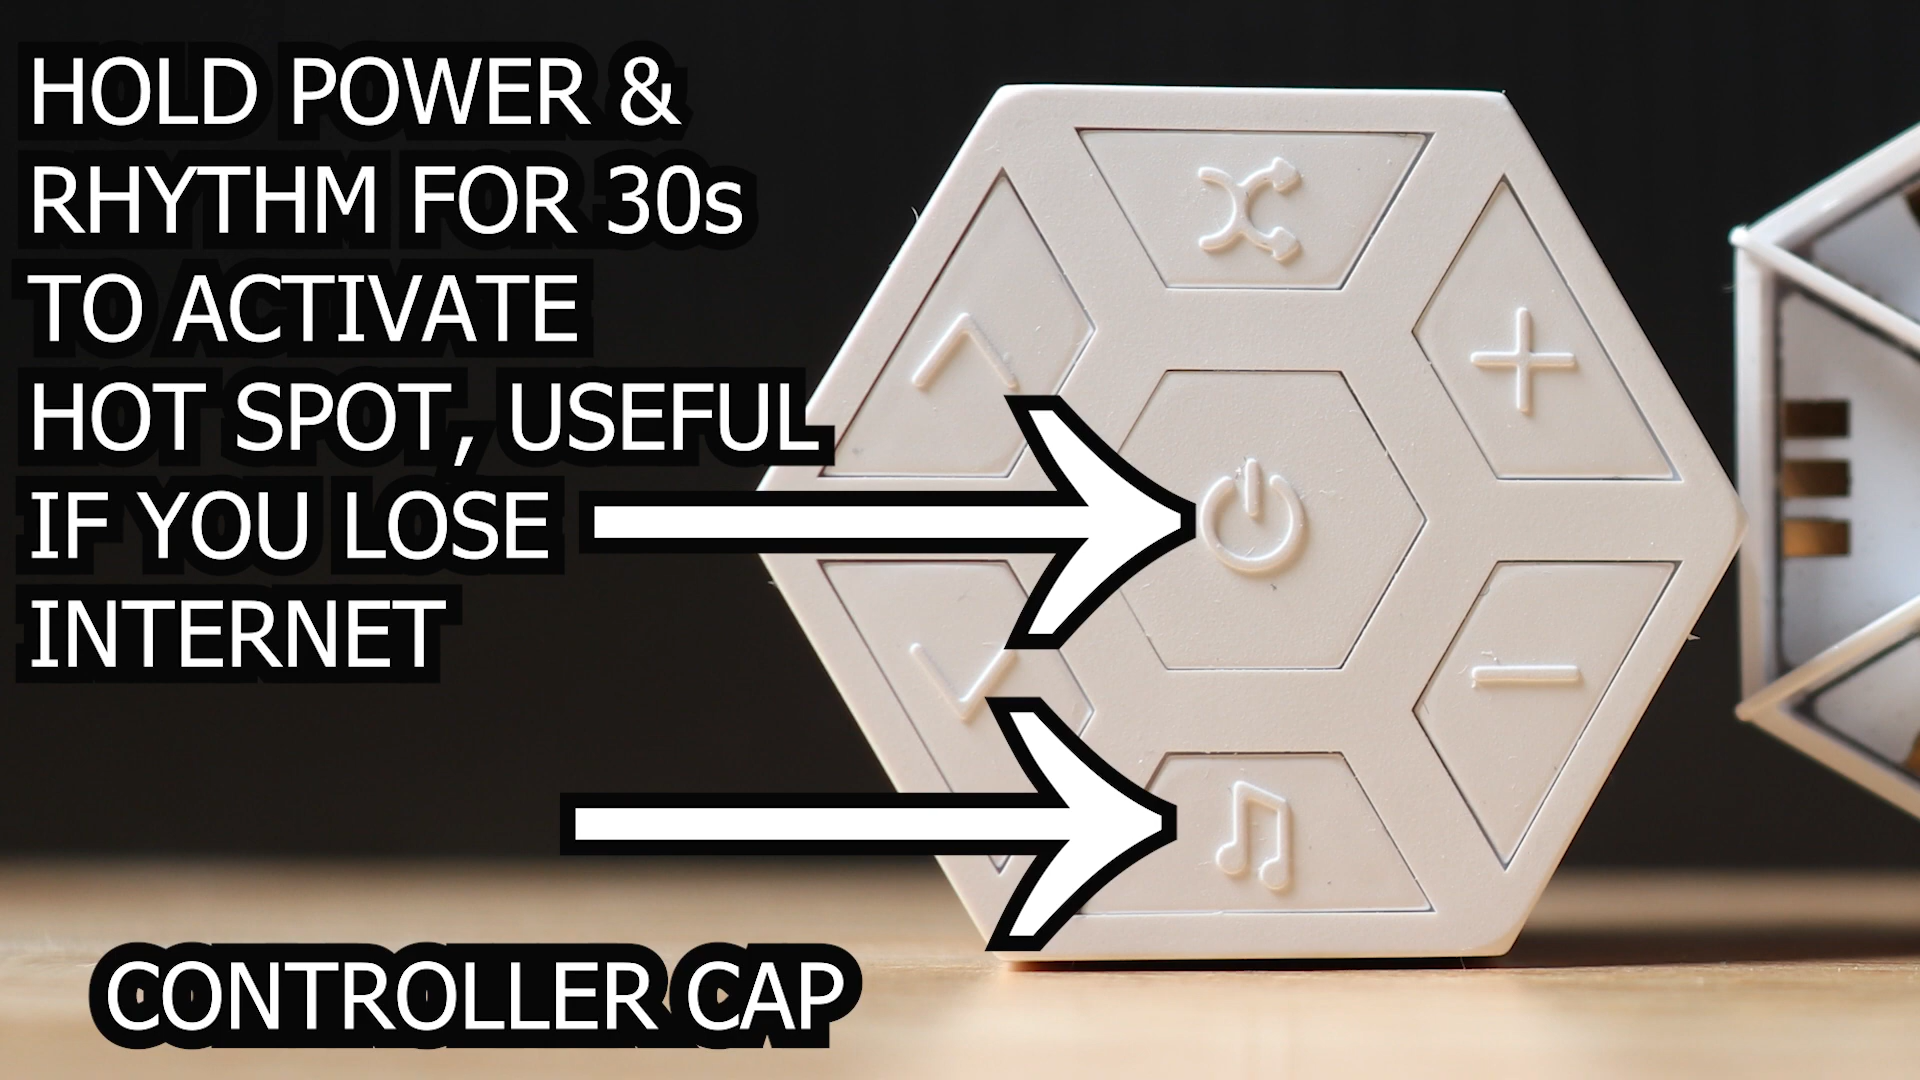 HOLD POWER &
RHYTHM FOR 30s
TO ACTIVATE
HOT SPOT, USEFUL
IF YOU LOSE
INTERNET
CONTROLLER CAP